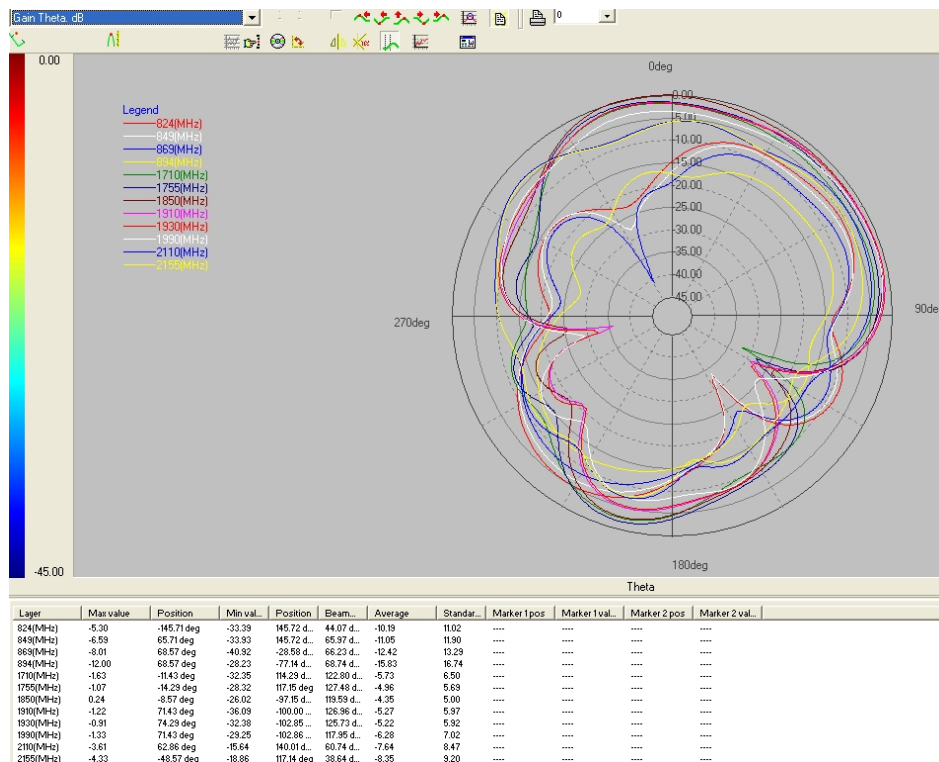 Gain Theta. dB
0
0.00
-45.00
Legend
824(MHz)
849(MHz)
869(MHz)
894(MHz)
1710(MHz)
1755(MHz)
1850(MHz)
1910(MHz)
1930(MHz)
1990(MHz)
2110(MHz)
2155(MHz)
0deg
0.00
-5.00
-10.00
-15.00
-20.00
-25.00
-30.00
-35.00
-40.00
-45.00
270deg
90de
180deg
Theta
Layer Max value Position Min val... Position Beam... Average Standar... Marker 1 pos Marker 1 val... Marker 2 pos Marker 2 val...
824(MHz) -5.30 -145.71 deg -33.39 145.72 d... 44.07 d... -10.19 11.02 ---- ---- ---- ----
849(MHz) -6.59 65.71 deg -33.93 145.72 d... 65.97 d... -11.05 11.90 ---- ---- ---- ----
869(MHz) -8.01 68.57 deg -40.92 -28.58 d... 66.23 d... -12.42 13.29 ---- ---- ---- ----
894(MHz) -12.00 68.57 deg -28.23 -77.14 d... 68.74 d... -15.83 16.74 ---- ---- ---- ----
1710(MHz) -1.63 -11.43 deg -32.35 114.29 d... 122.80 d... -5.73 6.50 ---- ---- ---- ----
1755(MHz) -1.07 -14.29 deg -28.32 117.15 deg 127.48 d... -4.96 5.69 ---- ---- ---- ----
1850(MHz) 0.24 -8.57 deg -26.02 -97.15 d... 119.59 d... -4.35 5.00 ---- ---- ---- ----
1910(MHz) -1.22 71.43 deg -36.09 -100.00 ... 126.96 d... -5.27 5.97 ---- ---- ---- ----
1930(MHz) -0.91 74.29 deg -32.38 -102.85 ... 125.73 d... -5.22 5.92 ---- ---- ---- ----
1990(MHz) -1.33 71.43 deg -29.25 -102.86 ... 117.95 d... -6.28 7.02 ---- ---- ---- ----
2110(MHz) -3.61 62.86 deg -15.64 140.01 d... 60.74 d... -7.64 8.47 ---- ---- ---- ----
2155(MHz) -4.33 -48.57 deg -18.86 117.14 deg 38.64 d... -8.35 9.20 ---- ---- ---- ----